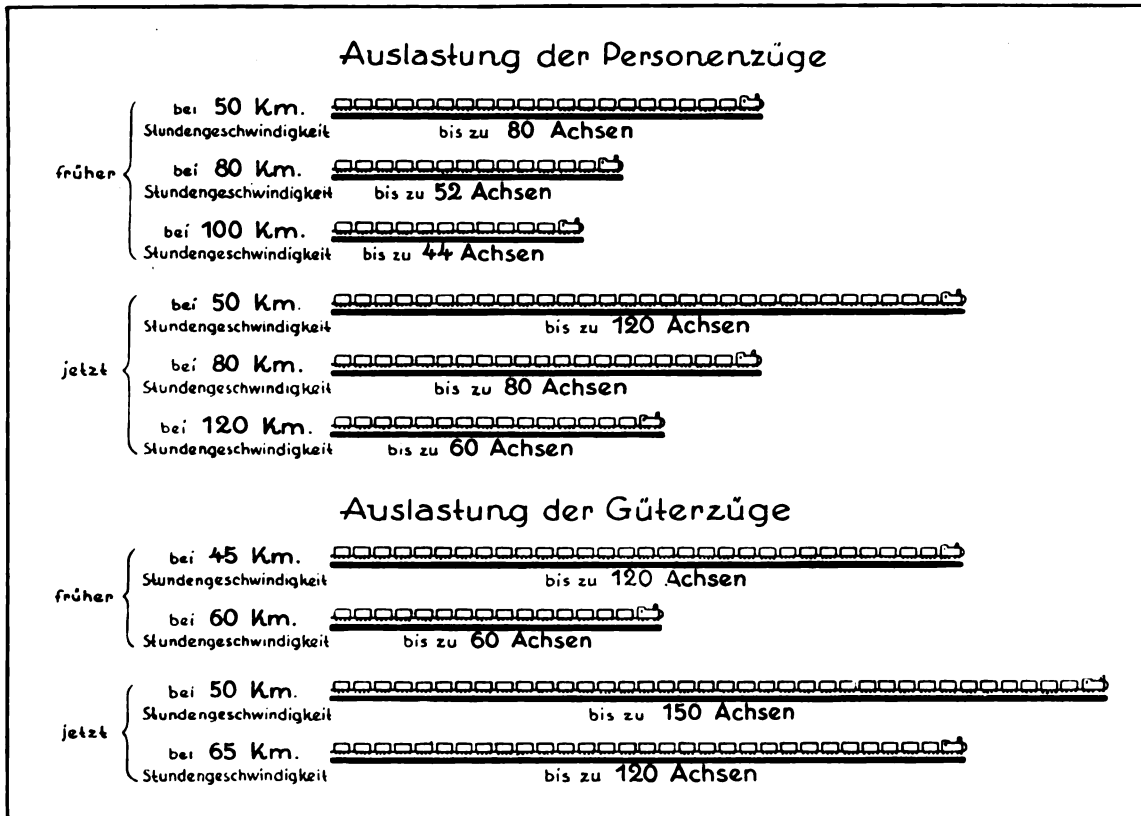 Auslastung der Personenzüge
bei 50 Km.
Stundengeschwindigkeit
bis zu 80 Achsen
früher
bei 80 Km.
Stundengeschwindigkeit
bis zu 52 Achsen
bei 100 Km.
Stundengeschwindigkeit
bis zu 44 Achsen
bei 50 Km.
Stundengeschwindigkeit
bis zu 120 Achsen
jetzt
bei 80 Km.
Stundengeschwindigkeit
bis zu 80 Achsen
bei 120 Km.
Stundengeschwindigkeit
bis zu 60 Achsen
Auslastung der Güterzüge
bei 45 Km.
Stundengeschwindigkeit
bis zu 120 Achsen
früher
bei 60 Km.
Stundengeschwindigkeit
bis zu 60 Achsen
bei 50 Km.
Stundengeschwindigkeit
bis zu 150 Achsen
jetzt
bei 65 Km.
Stundengeschwindigkeit
bis zu 120 Achsen